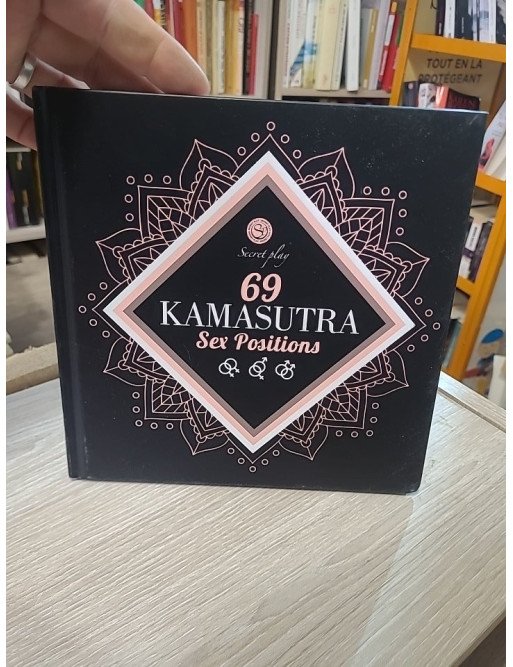 TOUT EN LA
PROTEGEANT
Secret play
69
KAMASUTRA
Sex Positions